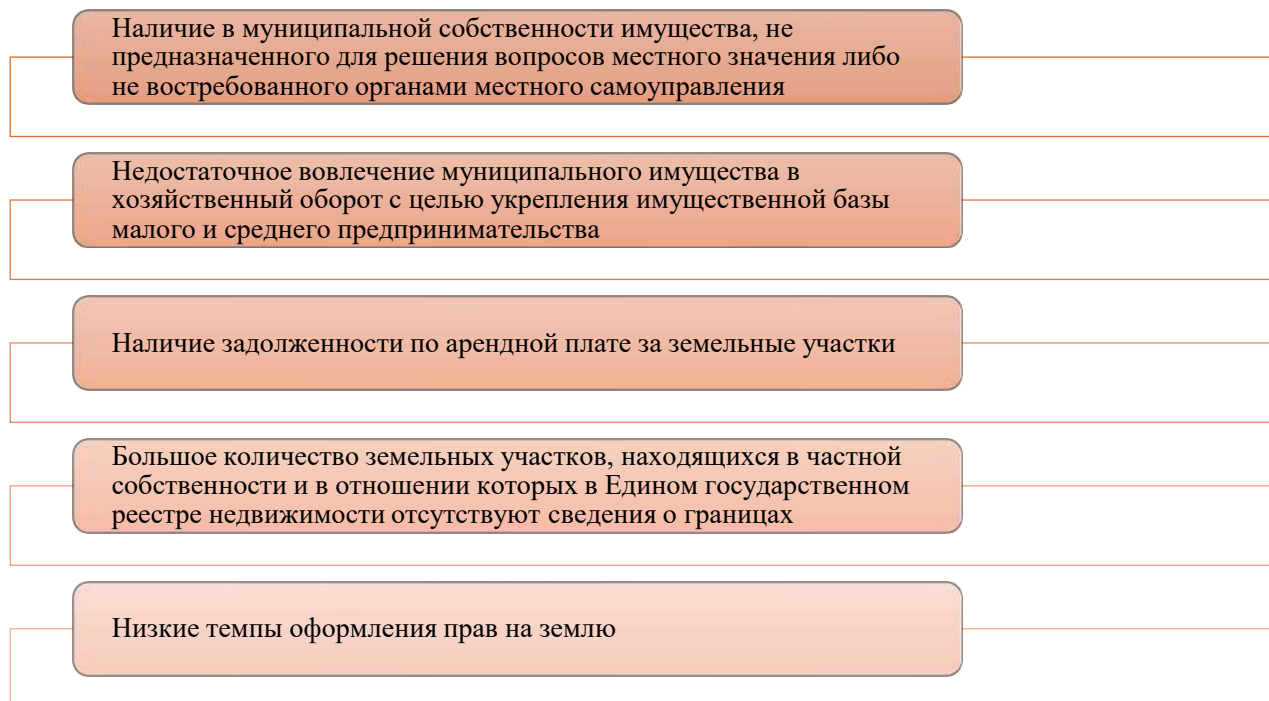 Наличие в муниципальной собственности имущества, не
предназначенного для решения вопросов местного значения либо
не востребованного органами местного самоуправления
Недостаточное вовлечение муниципального имущества в
хозяйственный оборот с целью укрепления имущественной базы
малого и среднего предпринимательства
Наличие задолженности по арендной плате за земельные участки
Большое количество земельных участков, находящихся в частной
собственности и в отношении которых в Едином государственном
реестре недвижимости отсутствуют сведения о границах
Низкие темпы оформления прав на землю